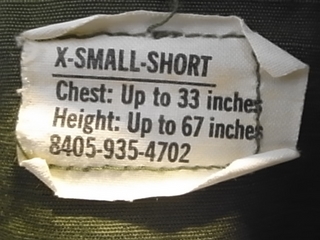 X-SMALL-SHORT
Chest: Up to 33 inches
Height: Up to 67 inches
8405-935-4702